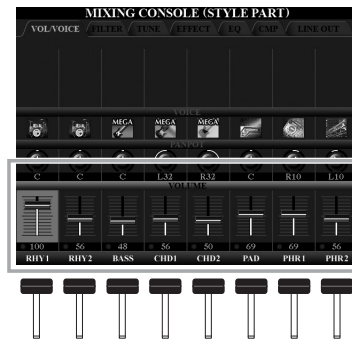 MIXING CONSOLE (STYLE PART)
VOL/VOICE FILTER TUNE EFFECT EQ CMP LINE OUT
VOICE
MEGA MEGA MEGA
PANPOT
C C C L32 R32 C R10 L10
VOLUME
100 56 48 56 50 69 69 56
RHY1 RHY2 BASS CHD1 CHD2 PAD PHR1 PHR2